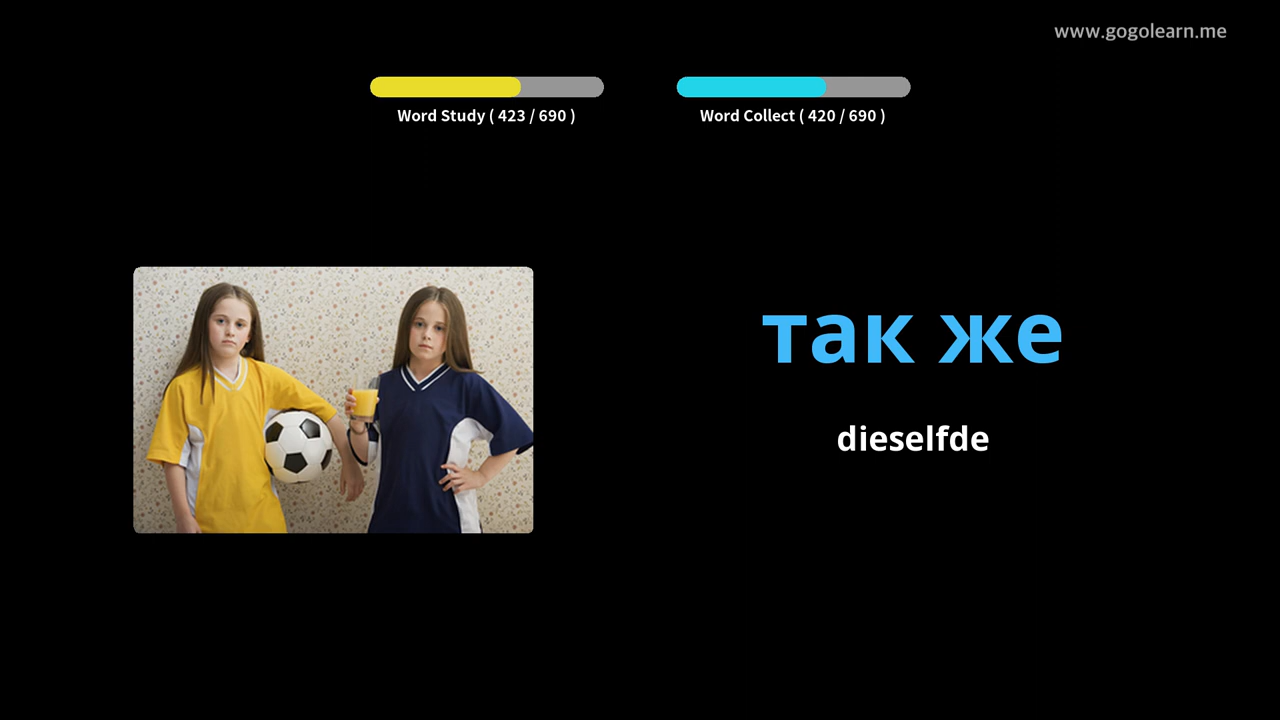 www.gogolearn.me
Word Study ( 423 / 690 )
Word Collect ( 420 / 690 )
так же
dieselfde